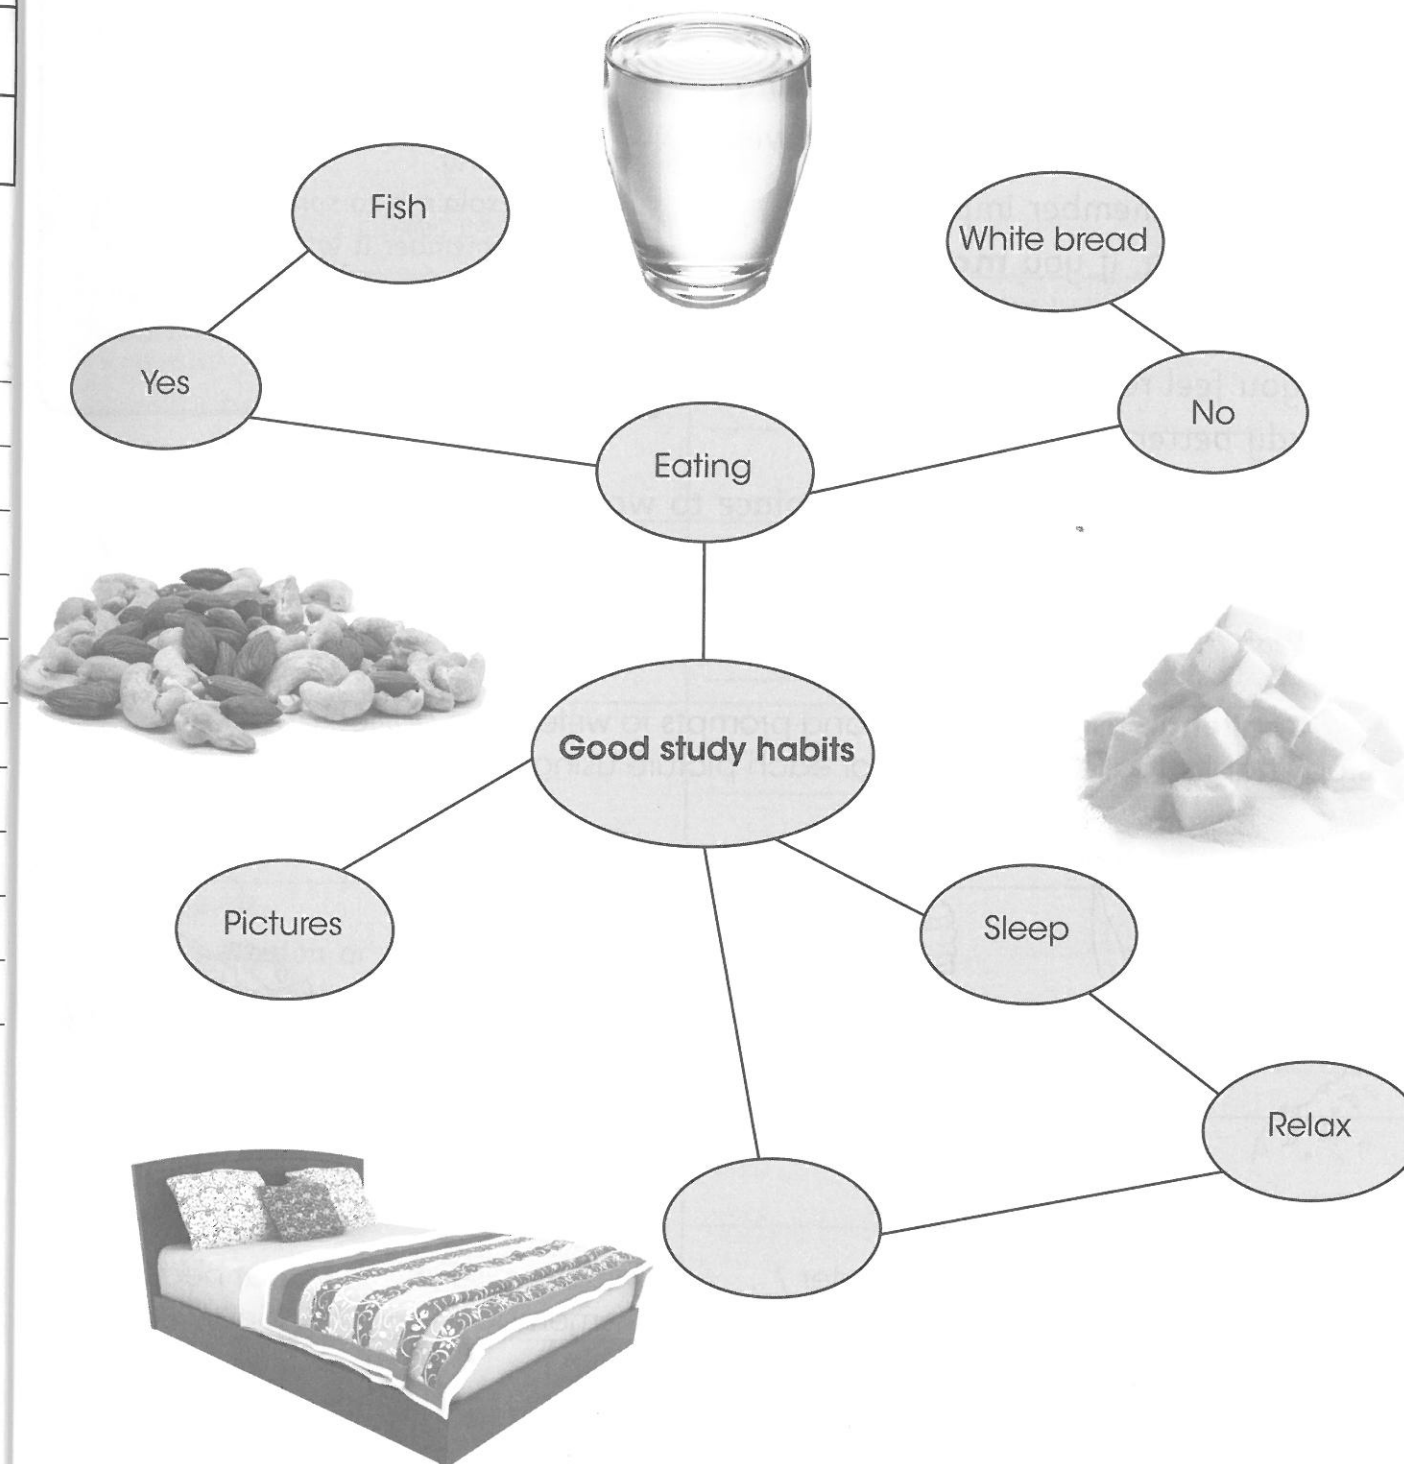 Fish
White bread
Yes
No
Eating
Good study habits
Pictures
Sleep
Relax